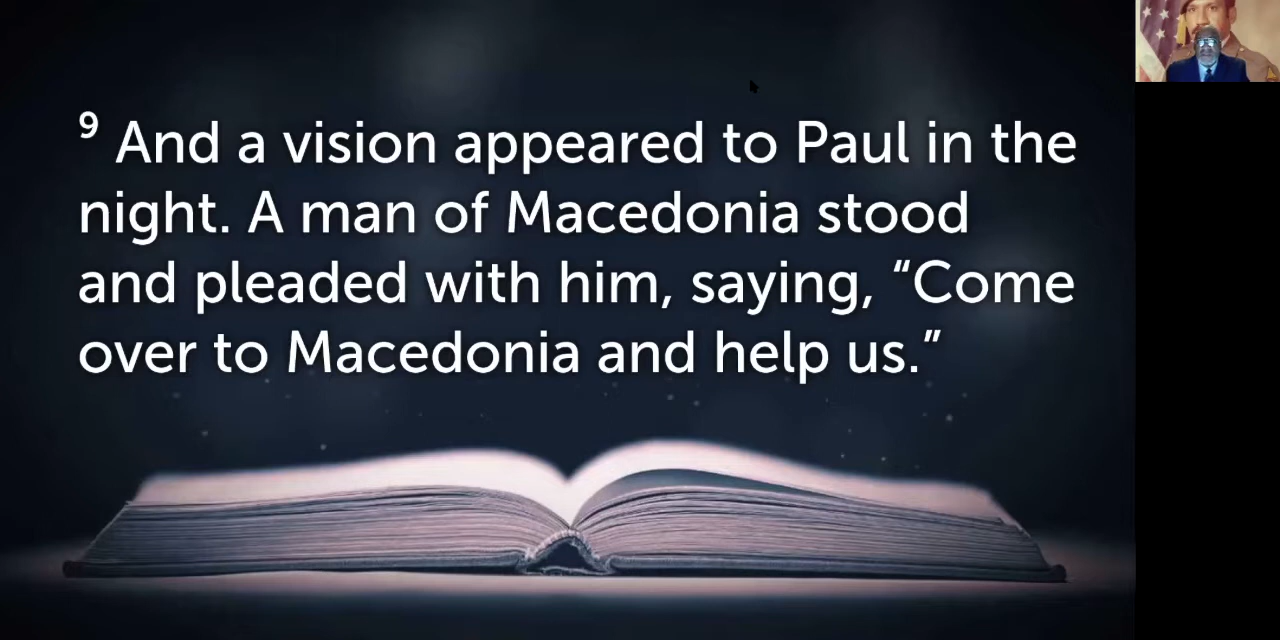 9 And a vision appeared to Paul in the
night. A man of Macedonia stood
and pleaded with him, saying, “Come
over to Macedonia and help us.”